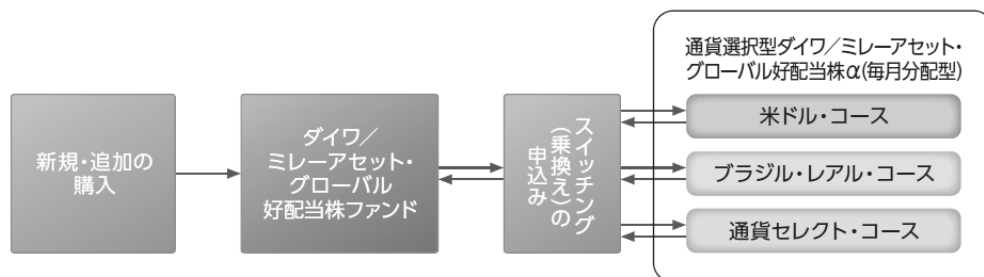 新規・追加の
購入
ダイワ/
ミレーアセット・
グローバル
好配当株ファンド
スイッチング
(乗換え)の
申込み
通貨選択型ダイワ/ミレーアセット・
グローバル好配当株α(毎月分配型)
米ドル・コース
ブラジル・レアル・コース
通貨セレクト・コース